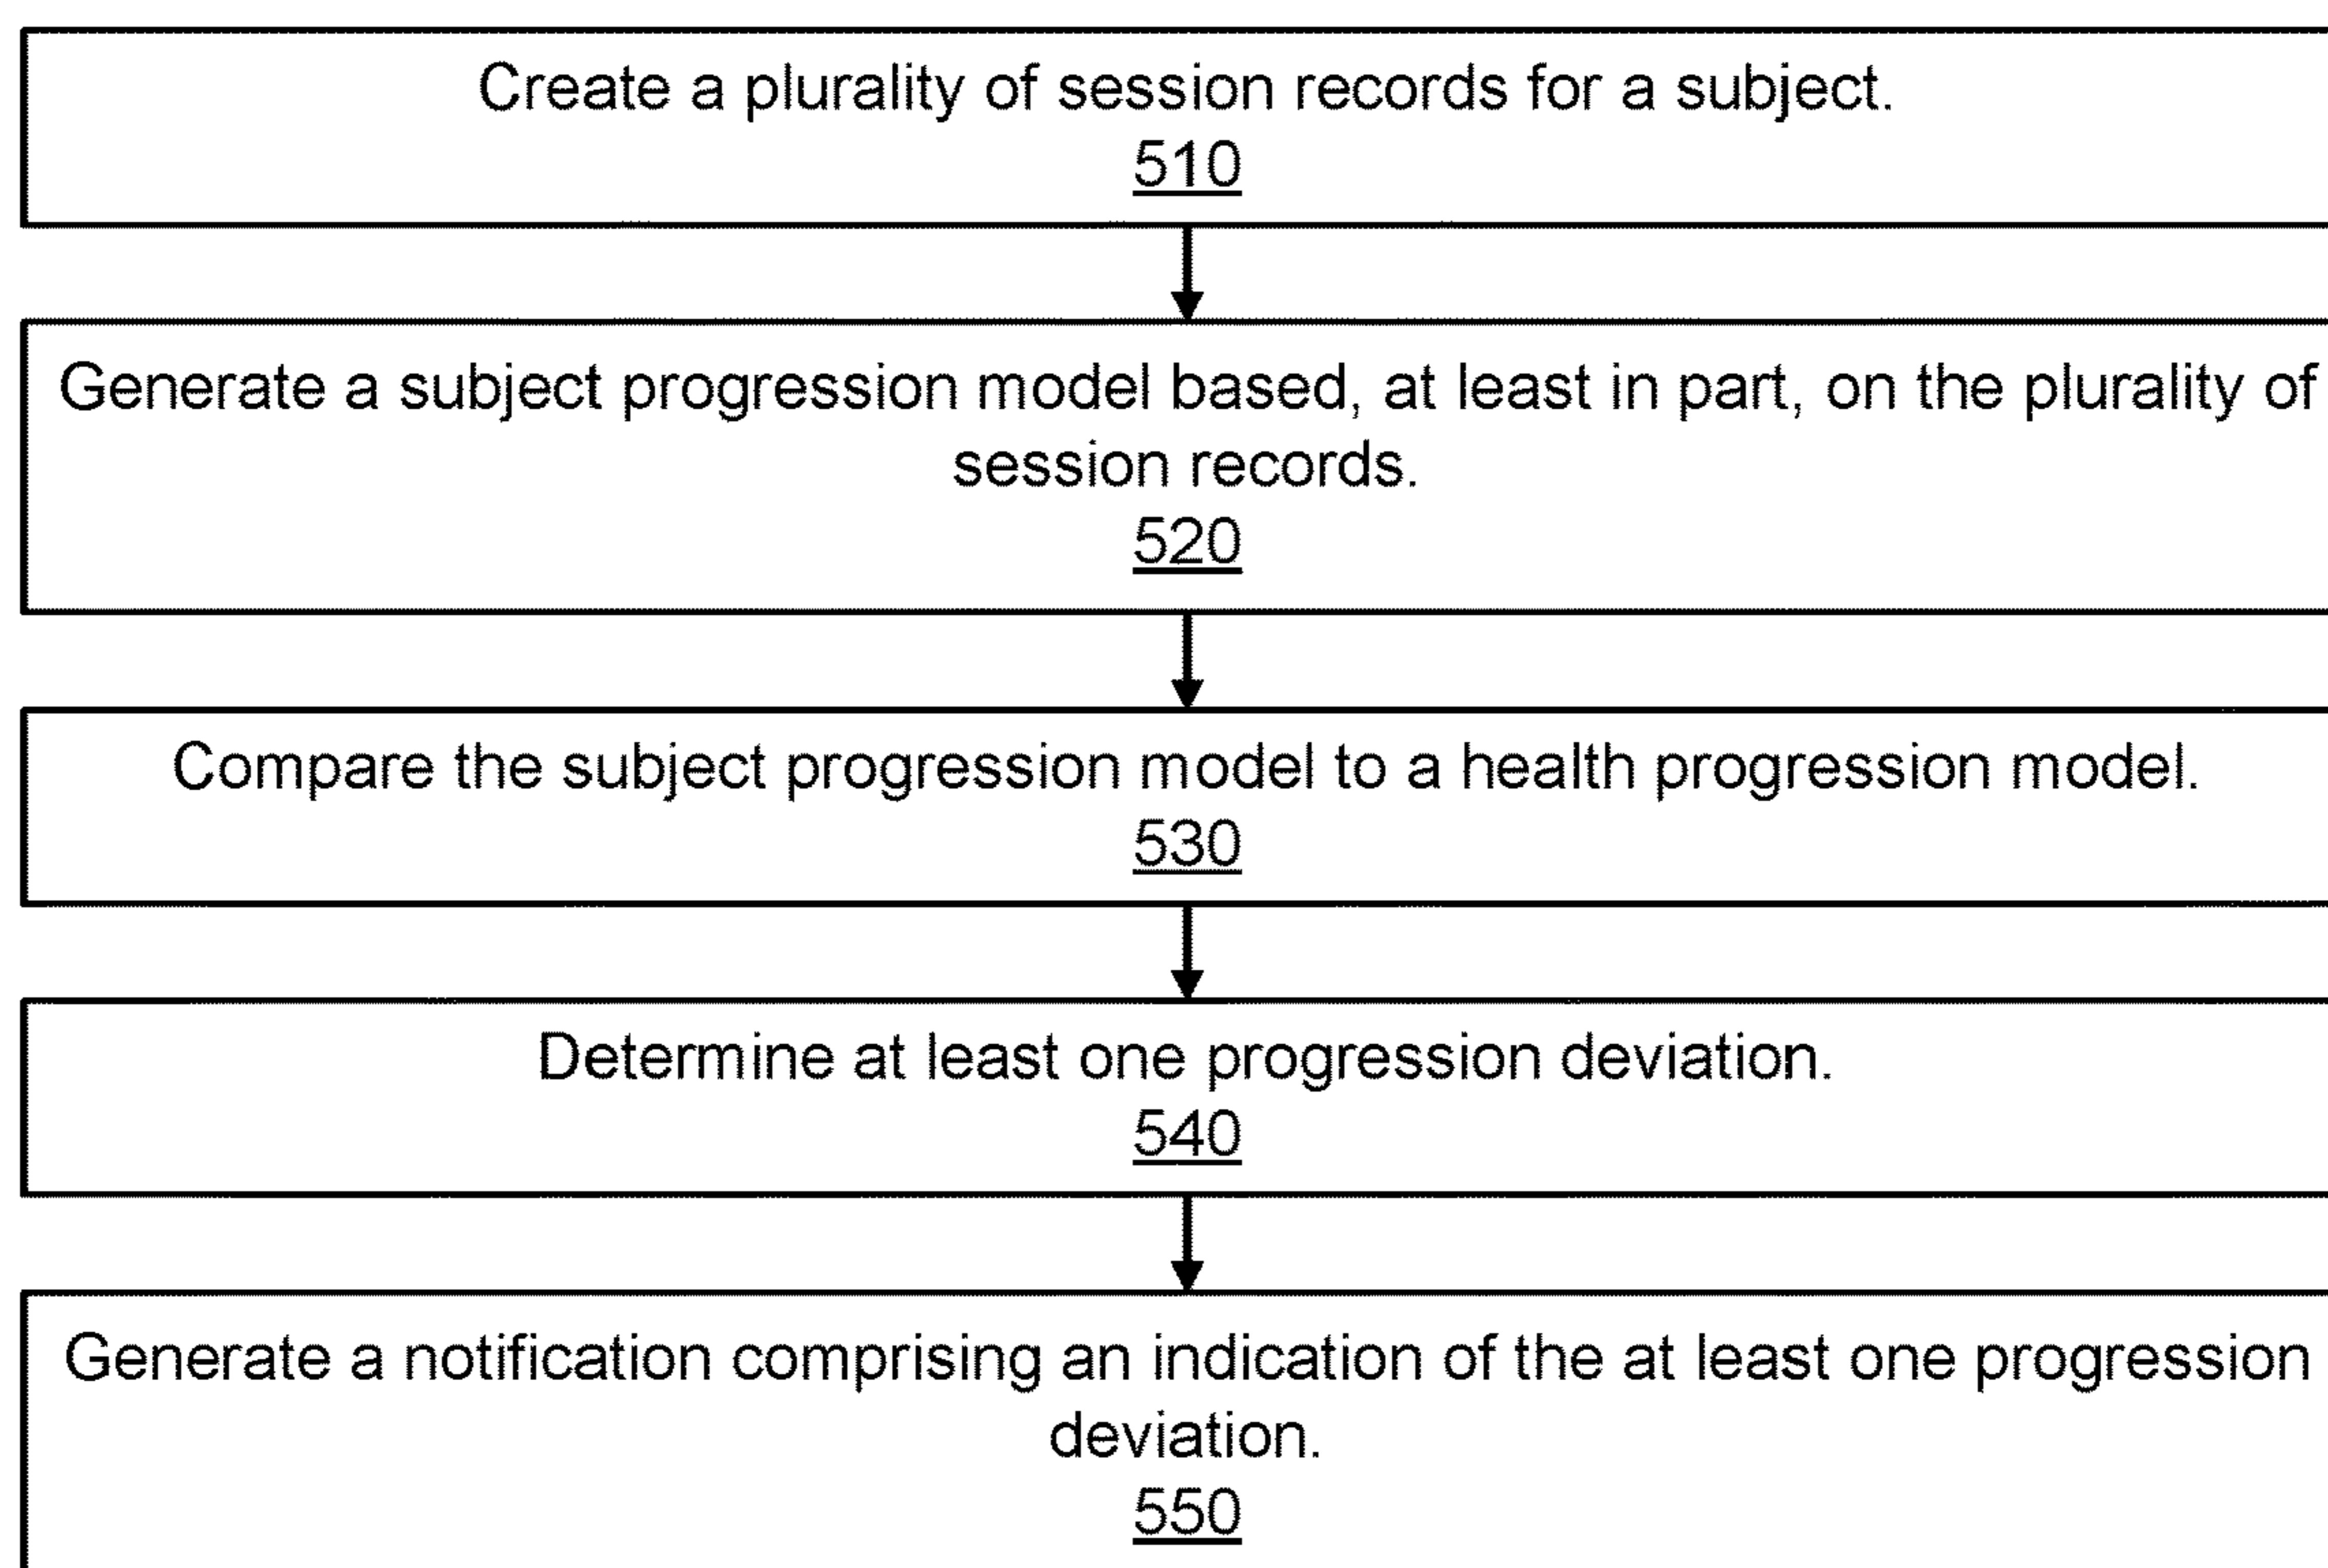 Create a plurality of session records for a subject.
510
Generate a subject progression model based, at least in part, on the plurality of
session records.
520
Compare the subject progression model to a health progression model.
530
Determine at least one progression deviation.
540
Generate a notification comprising an indication of the at least one progression
deviation.
550